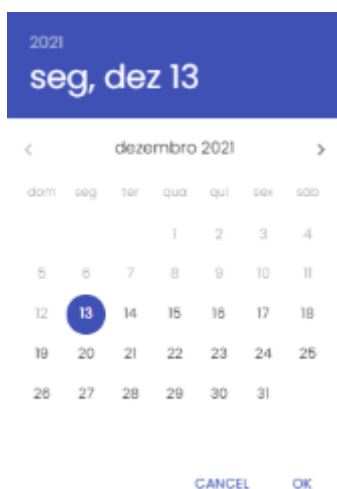 2021
seg, dez 13
< dezembro 2021 >
dom seg ter qua qui sex sáb
1 2 3 4
5 6 7 8 9 10 11
12 13 14 15 16 17 18
19 20 21 22 23 24 25
26 27 28 29 30 31
CANCEL OK